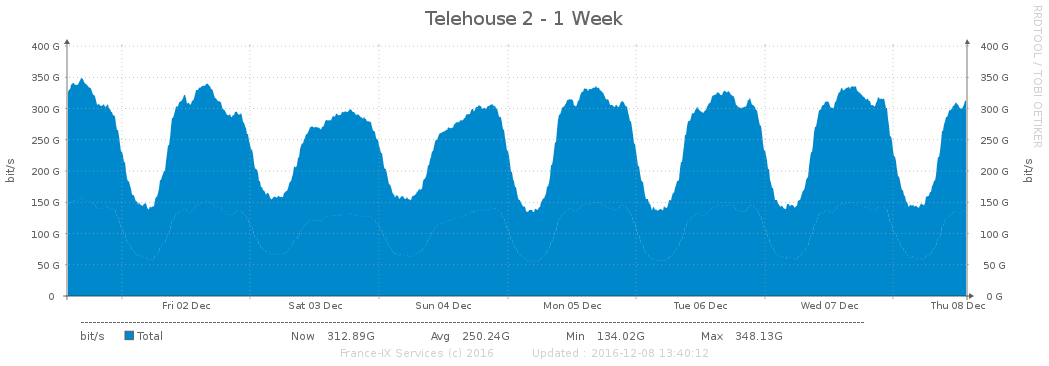 Telehouse 2 - 1 Week
RRDTOOL / TOBI OETIKER
400 G 400 G
350 G 350 G
300 G 300 G
250 G 250 G
200 G 200 G
150 G 150 G
100 G 100 G
50 G 50 G
0 0 G
bit/s bit/s
Fri 02 Dec Sat 03 Dec Sun 04 Dec Mon 05 Dec Tue 06 Dec Wed 07 Dec Thu 08 Dec
bit/s Total Now 312.89G Avg 250.24G Min 134.02G Max 348.13G
France-IX Services (c) 2016 Updated : 2016-12-08 13:40:12